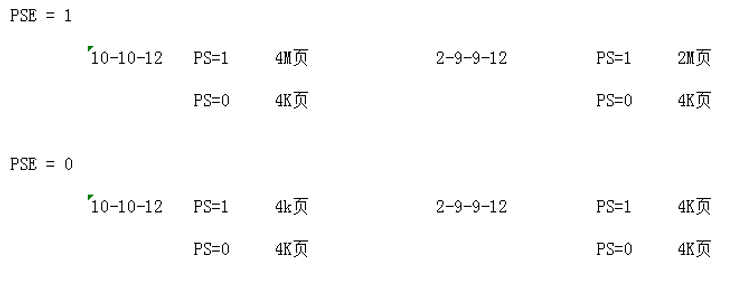 PSE = 1
10-10-12 PS=1 4M页 2-9-9-12 PS=1 2M页
PS=0 4K页 PS=0 4K页
PSE = 0
10-10-12 PS=1 4k页 2-9-9-12 PS=1 4K页
PS=0 4K页 PS=0 4K页